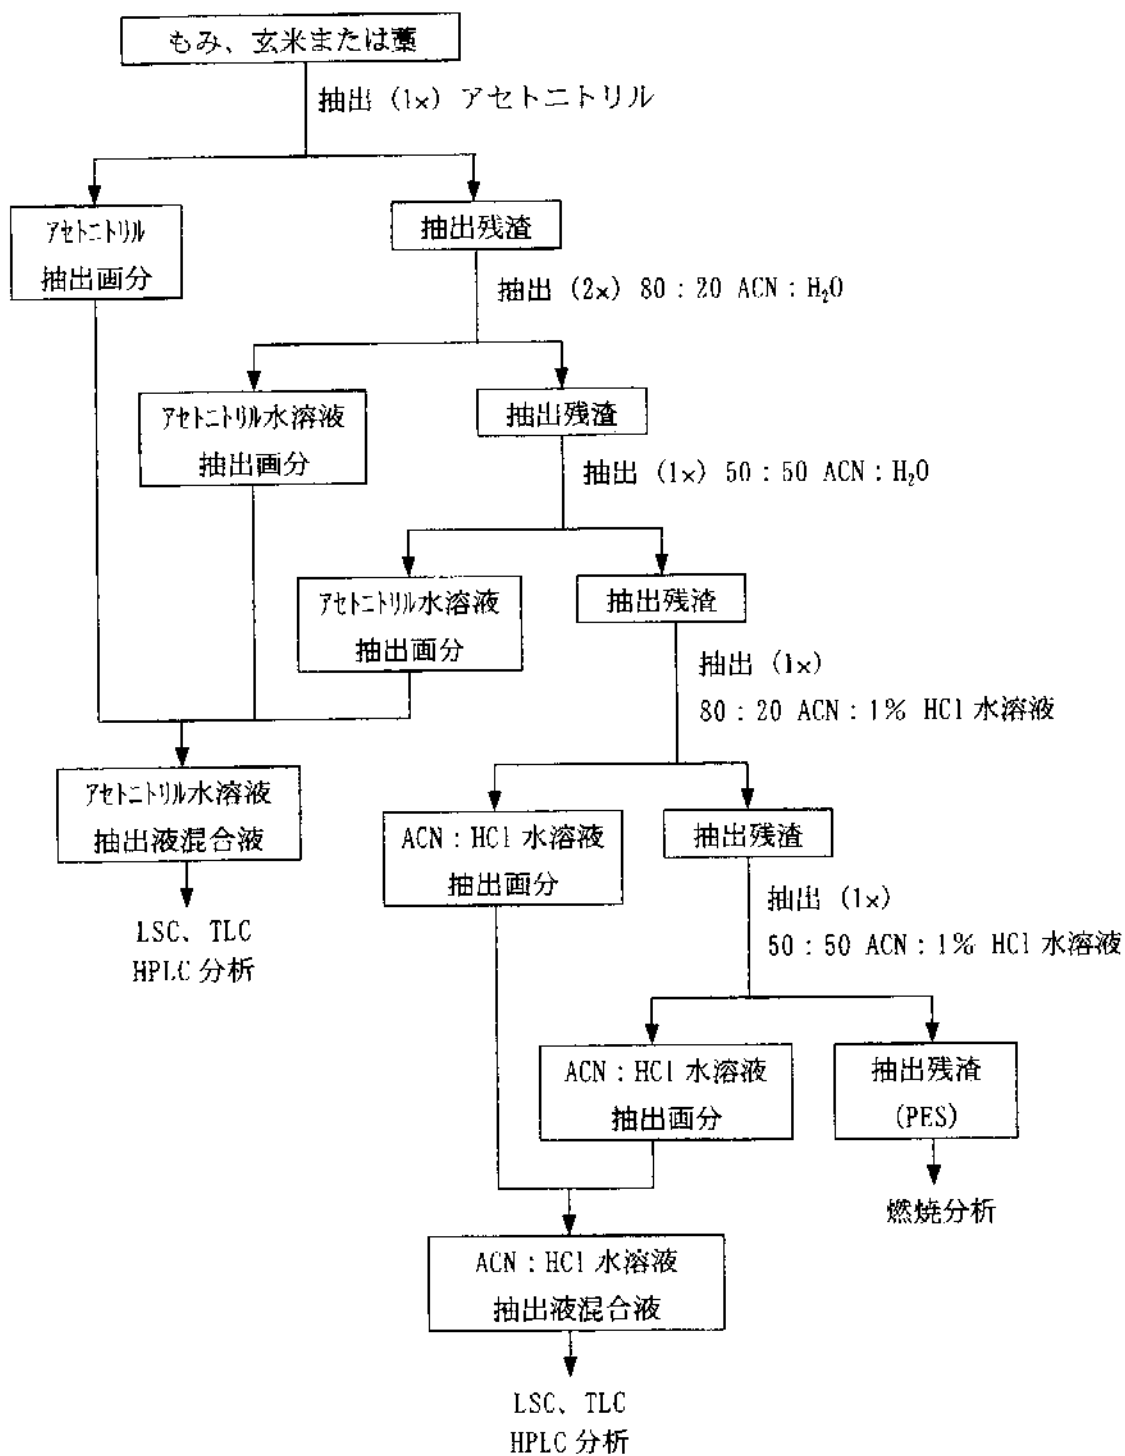 もみ、玄米または藁
抽出 (1×) アセトニトリル
アセトニトリル
抽出画分
抽出残渣
抽出 (2×) 80：20 ACN：H₂O
アセトニトリル水溶液
抽出画分
抽出残渣
抽出 (1×) 50：50 ACN：H₂O
アセトニトリル水溶液
抽出画分
抽出残渣
抽出 (1×)
80：20 ACN：1% HCl 水溶液
アセトニトリル水溶液
抽出液混合液
LSC、TLC
HPLC 分析
ACN：HCl 水溶液
抽出画分
抽出残渣
抽出 (1×)
50：50 ACN：1% HCl 水溶液
ACN：HCl 水溶液
抽出画分
抽出残渣
(PES)
燃焼分析
ACN：HCl 水溶液
抽出液混合液
LSC、TLC
HPLC 分析